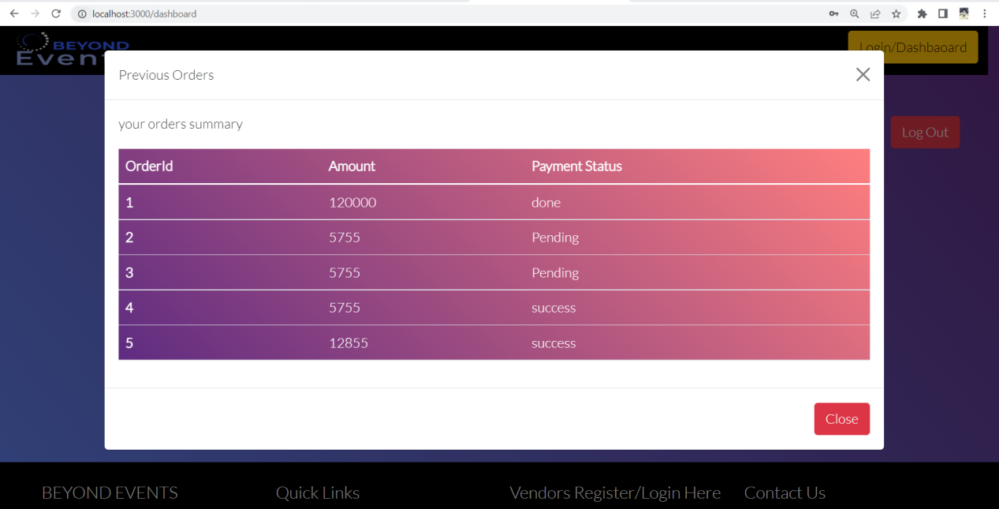 localhost:3000/dashboard
BEYOND
Event
Login/Dashbaoard
Previous Orders
your orders summary
Log Out
OrderId Amount Payment Status
1 120000 done
2 5755 Pending
3 5755 Pending
4 5755 success
5 12855 success
Close
BEYOND EVENTS Quick Links Vendors Register/Login Here Contact Us